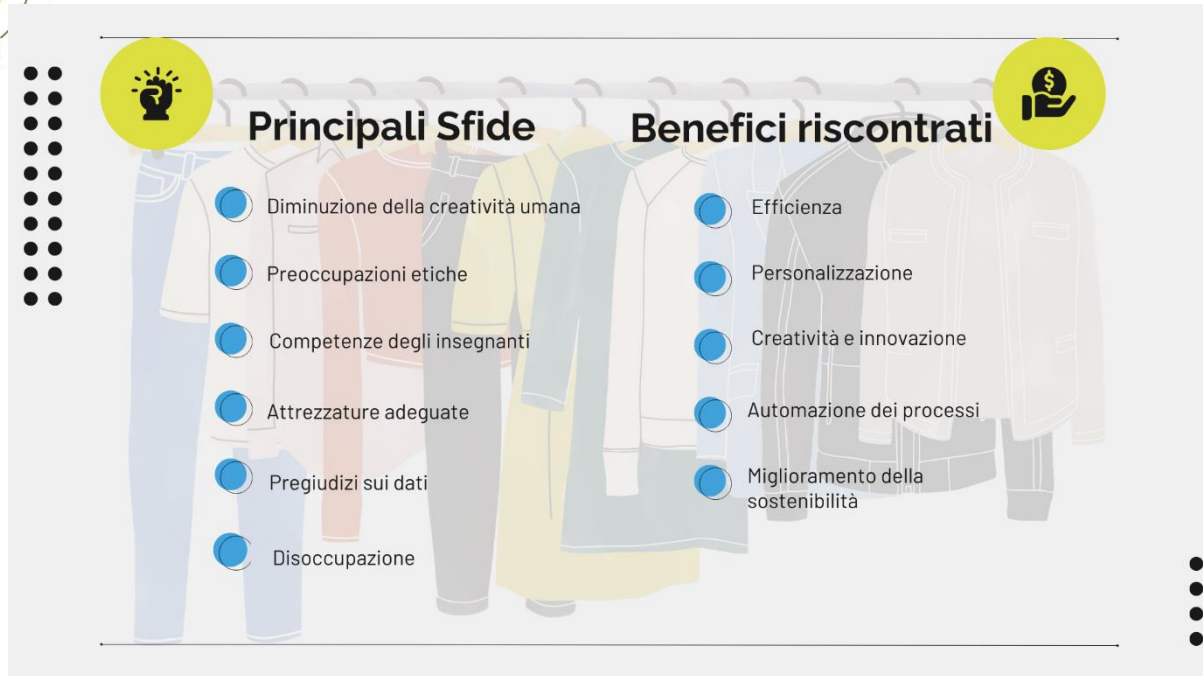 Principali Sfide
Diminuzione della creatività umana
Preoccupazioni etiche
Competenze degli insegnanti
Attrezzature adeguate
Pregiudizi sui dati
Disoccupazione
Benefici riscontrati
Efficienza
Personalizzazione
Creatività e innovazione
Automazione dei processi
Miglioramento della
sostenibilità